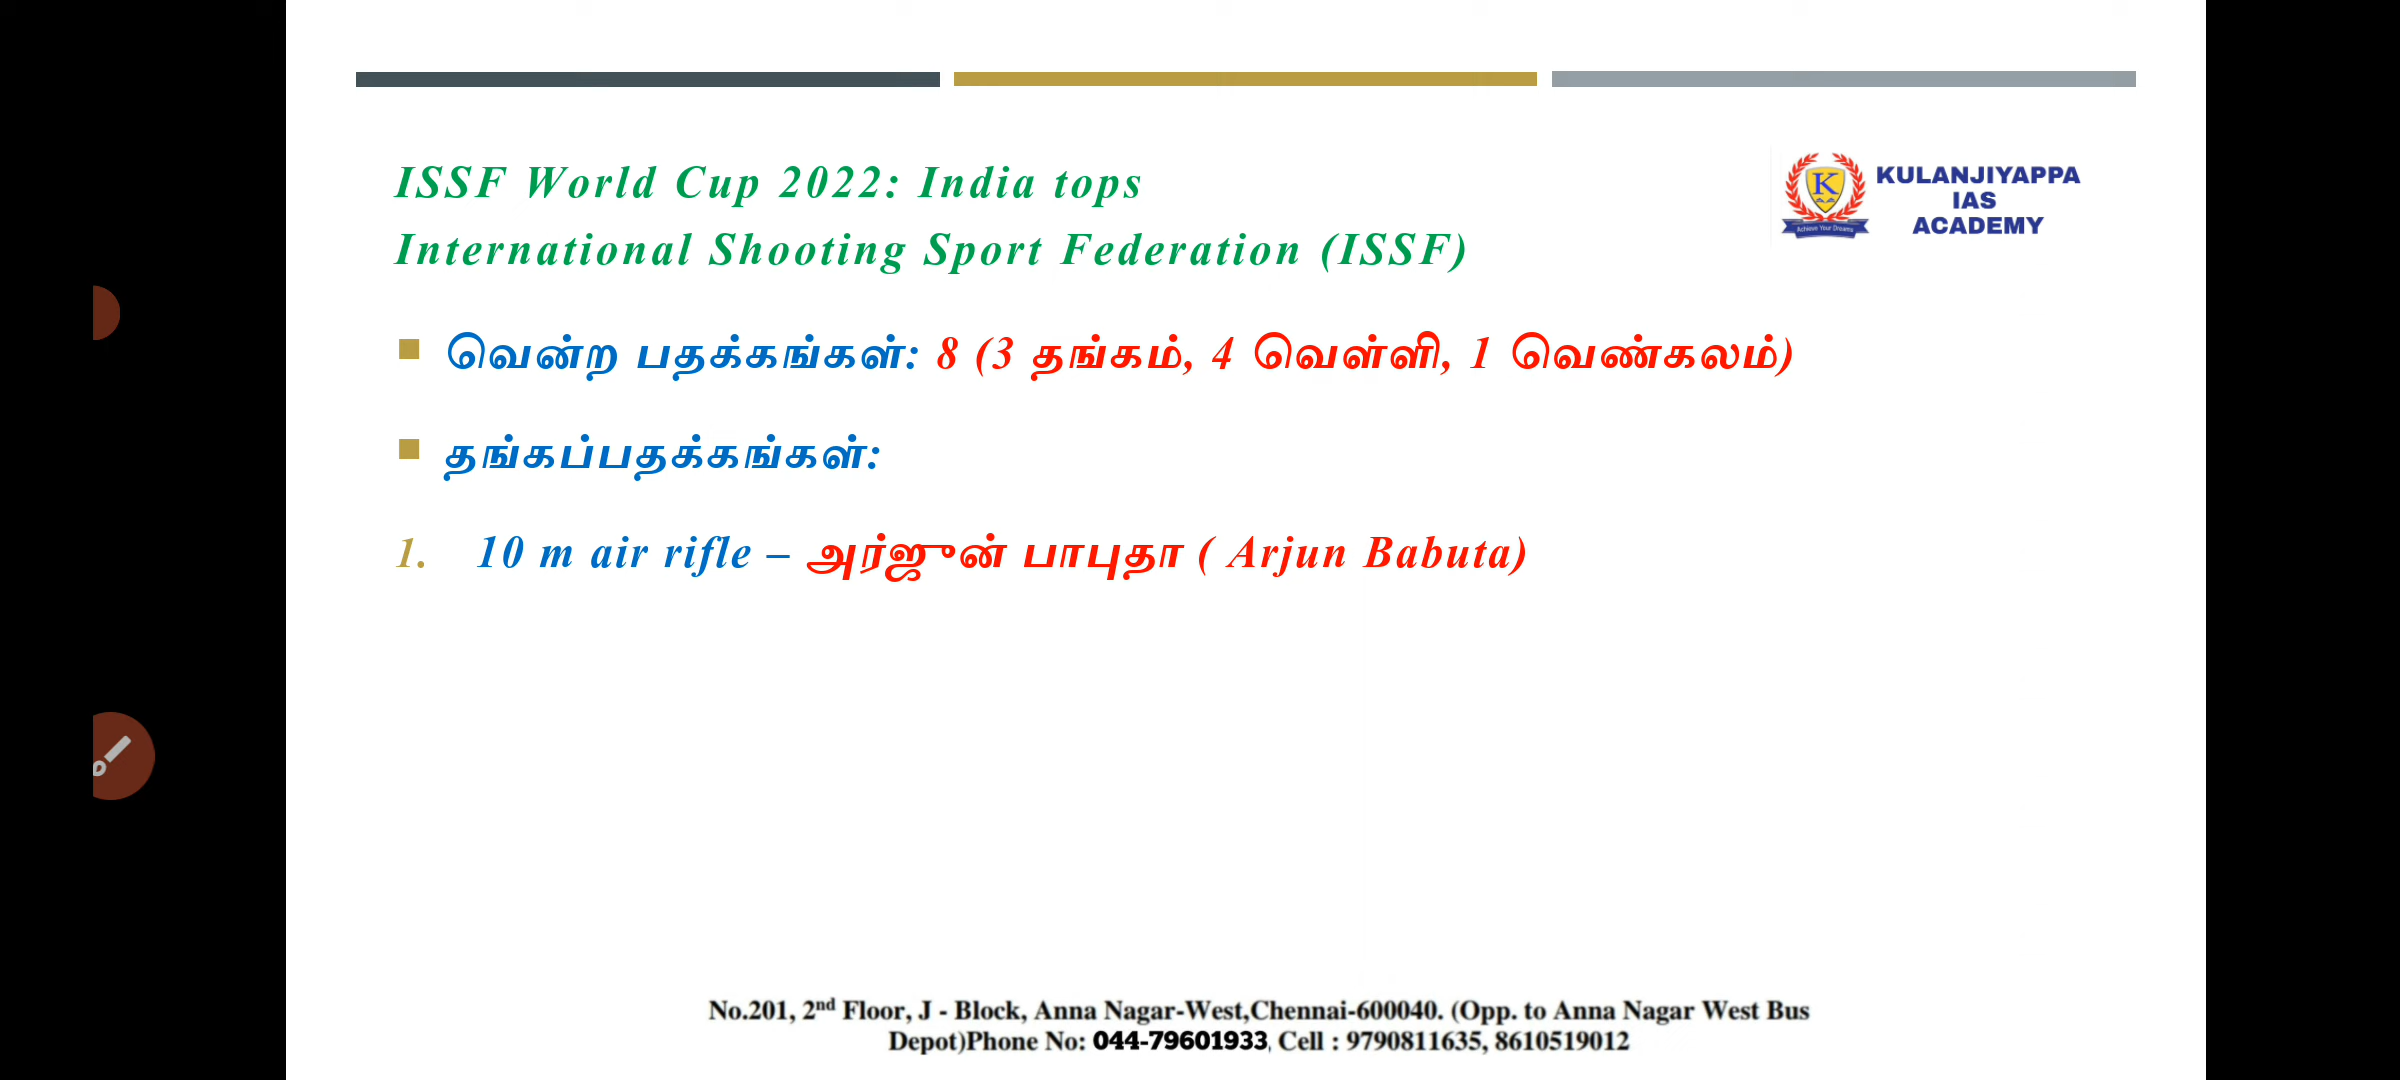 ISSF World Cup 2022: India tops
International Shooting Sport Federation (ISSF)
K
Achieve Your Dreams
KULANJIYAPPA
IAS
ACADEMY
வென்ற பதக்கங்கள்: 8 (3 தங்கம், 4 வெள்ளி, 1 வெண்கலம்)
தங்கப்பதக்கங்கள்:
1. 10 m air rifle – அர்ஜுன் பாபுதா ( Arjun Babuta)
No.201, 2nd Floor, J - Block, Anna Nagar-West,Chennai-600040. (Opp. to Anna Nagar West Bus
Depot)Phone No: 044-79601933, Cell : 9790811635, 8610519012